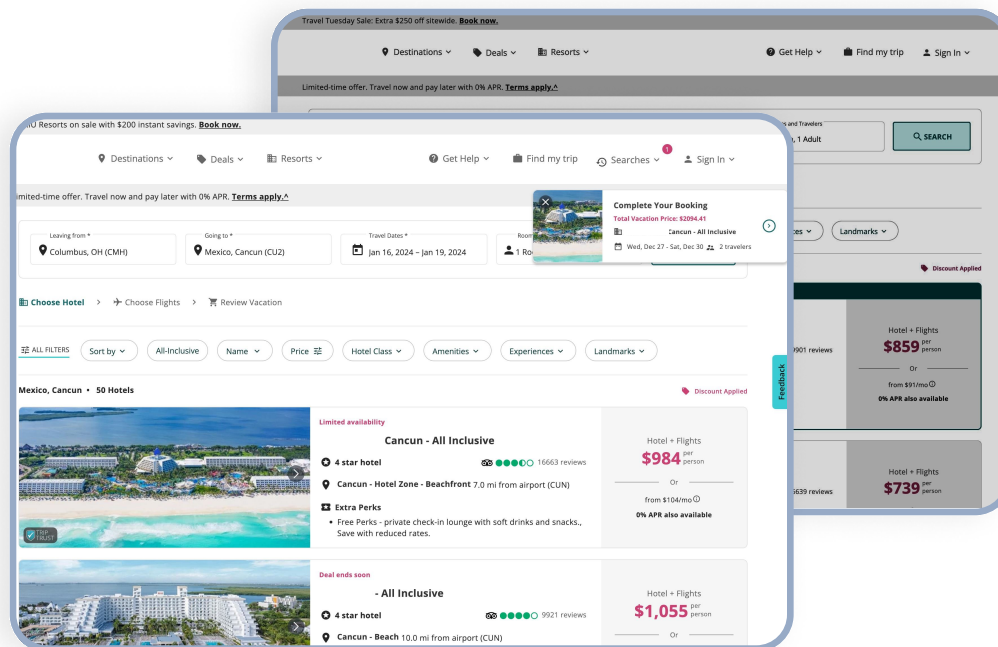 Travel Tuesday Sale: Extra $250 off sitewide. Book now.
Destinations Deals Resorts Get Help Find my trip Sign In
Limited-time offer. Travel now and pay later with 0% APR. Terms apply.^
and Travelers
, 1 Adult
SEARCH
Landmarks
Discount Applied
9901 reviews
Hotel + Flights
$859 per person
Or
from $91/mo
0% APR also available
5639 reviews
Hotel + Flights
$739 per person
Resorts on sale with $200 instant savings. Book now.
Destinations Deals Resorts Get Help Find my trip Searches 1 Sign In
imited-time offer. Travel now and pay later with 0% APR. Terms apply.^
Complete Your Booking
Total Vacation Price: $2094.41
Cancun - All Inclusive
Wed, Dec 27 - Sat, Dec 30 2 travelers
Leaving from *
Columbus, OH (CMH)
Going to *
Mexico, Cancun (CU2)
Travel Dates *
Jan 16, 2024 – Jan 19, 2024
Room
1 Ro
Choose Hotel > Choose Flights > Review Vacation
ALL FILTERS Sort by All-Inclusive Name Price Hotel Class Amenities Experiences Landmarks
Feedback
Mexico, Cancun • 50 Hotels
Discount Applied
Limited availability
Cancun - All Inclusive
4 star hotel 16663 reviews
Cancun - Hotel Zone - Beachfront 7.0 mi from airport (CUN)
Extra Perks
• Free Perks - private check-in lounge with soft drinks and snacks.,
Save with reduced rates.
TRIP
TRUST
Hotel + Flights
$984 per person
Or
from $104/mo
0% APR also available
Deal ends soon
- All Inclusive
4 star hotel 9921 reviews
Cancun - Beach 10.0 mi from airport (CUN)
Hotel + Flights
$1,055 per person
Or